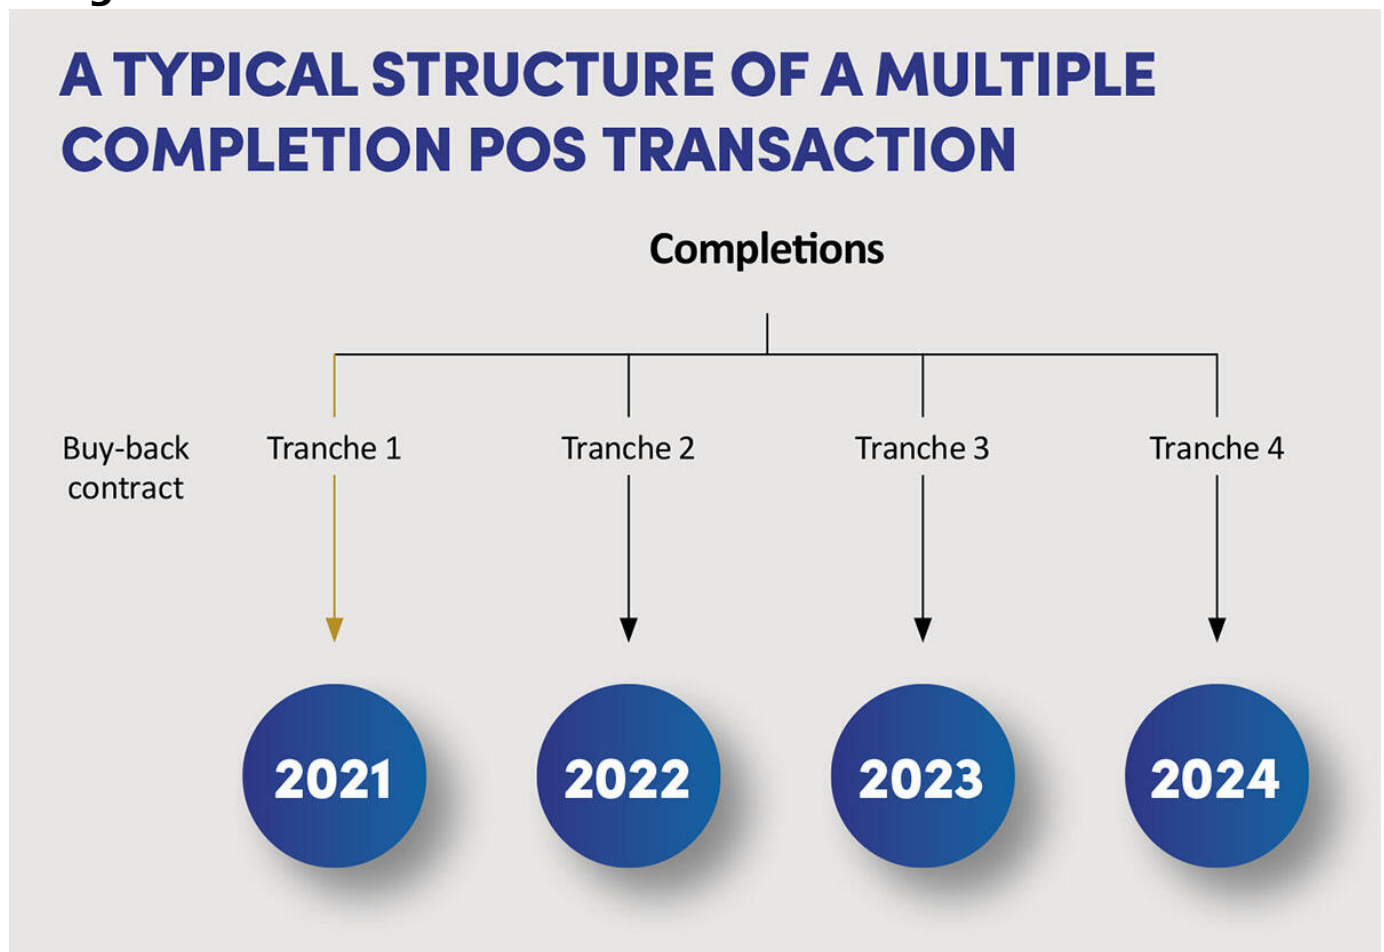 A TYPICAL STRUCTURE OF A MULTIPLE
COMPLETION POS TRANSACTION
Completions
Buy-back
contract
Tranche 1
Tranche 2
Tranche 3
Tranche 4
2021
2022
2023
2024